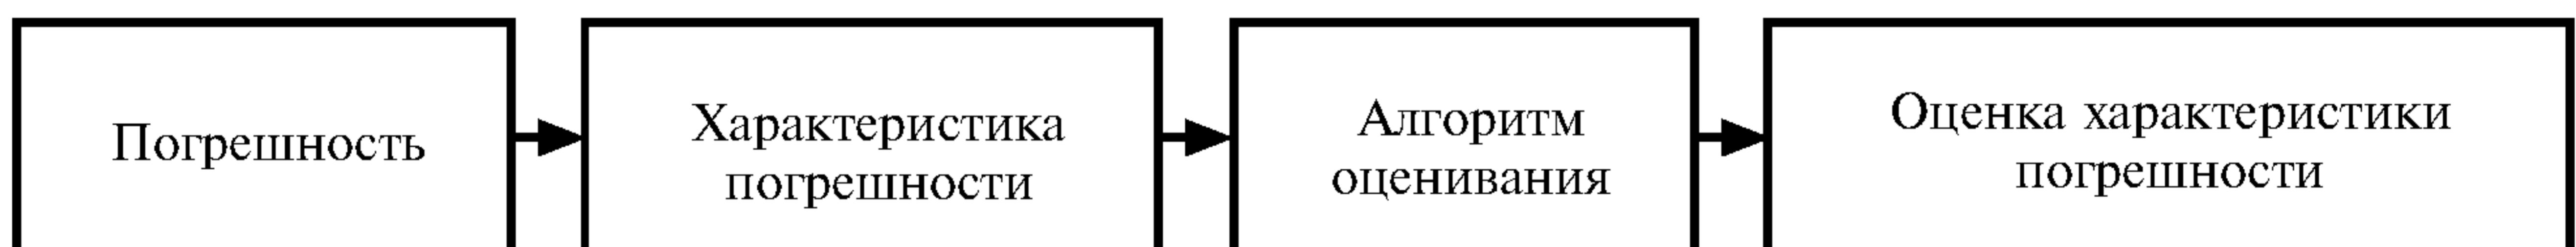 Погрешность
Характеристика
погрешности
Алгоритм
оценивания
Оценка характеристики
погрешности